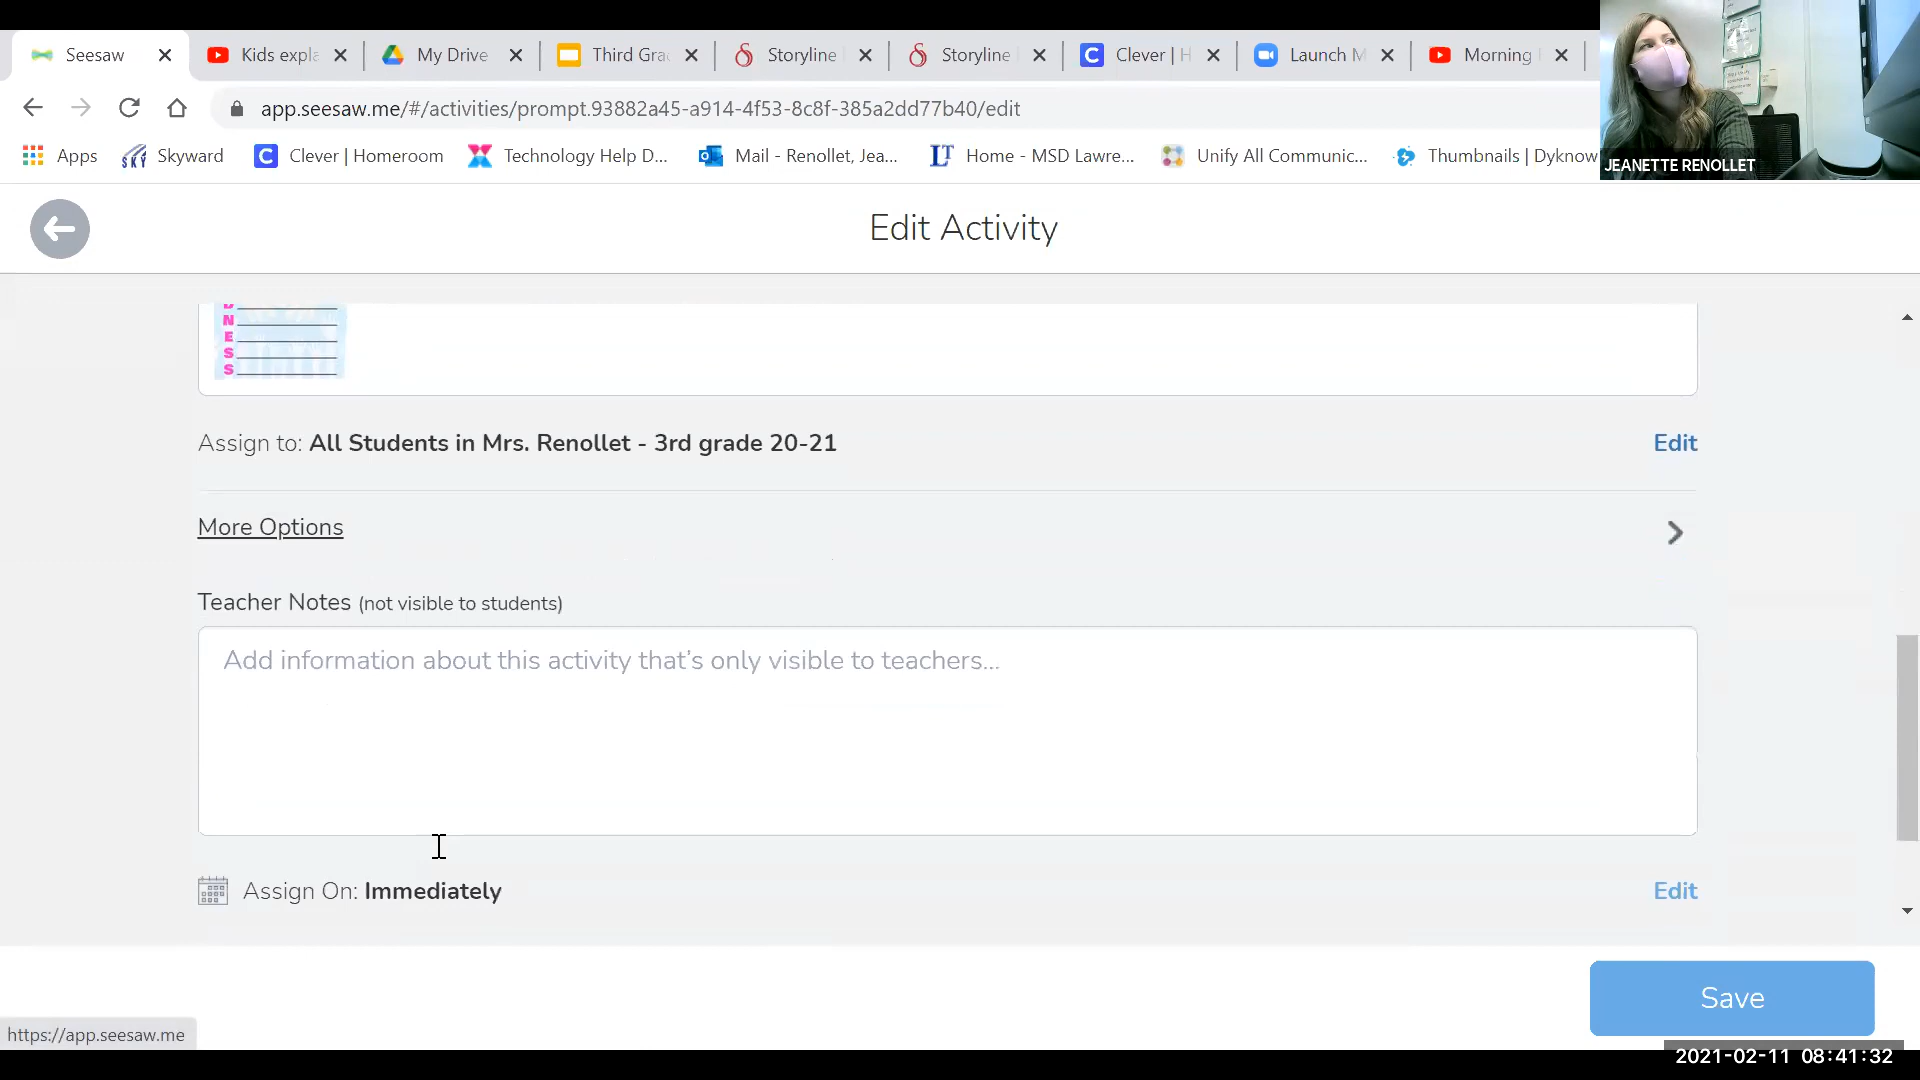 Seesaw
Kids expla
My Drive
Third Gra
Storyline
Storyline
Clever | H
Launch M
Morning
app.seesaw.me/#/activities/prompt.93882a45-a914-4f53-8c8f-385a2dd77b40/edit
Apps
SKY
Skyward
Clever | Homeroom
Technology Help D...
Mail - Renollet, Jea...
LT
Home - MSD Lawre...
Unify All Communic...
Thumbnails | Dyknow
JEANETTE RENOLLET
Edit Activity
N
E
S
S
Assign to: All Students in Mrs. Renollet - 3rd grade 20-21
Edit
More Options
Teacher Notes (not visible to students)
Add information about this activity that's only visible to teachers...
Assign On: Immediately
Edit
Save
https://app.seesaw.me
2021-02-11 08:41:32